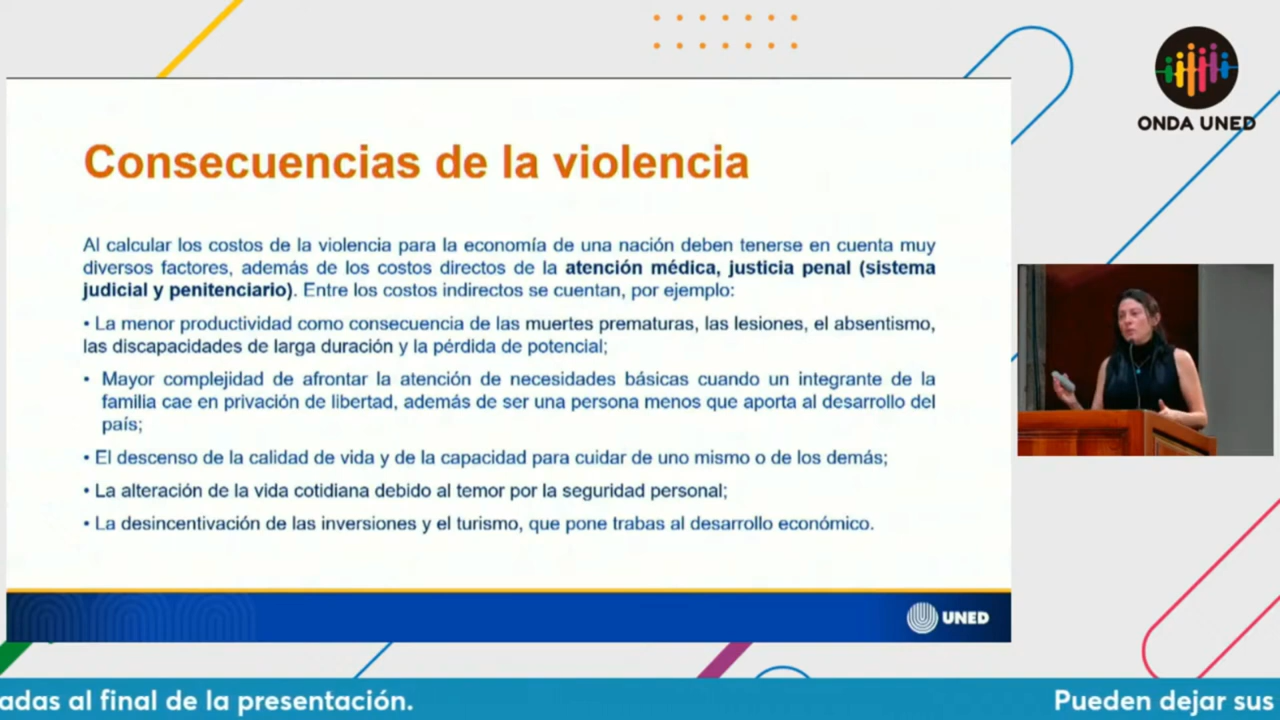 ONDA UNED
Consecuencias de la violencia
Al calcular los costos de la violencia para la economía de una nación deben tenerse en cuenta muy
diversos factores, además de los costos directos de la atención médica, justicia penal (sistema
judicial y penitenciario). Entre los costos indirectos se cuentan, por ejemplo:
• La menor productividad como consecuencia de las muertes prematuras, las lesiones, el absentismo,
las discapacidades de larga duración y la pérdida de potencial;
• Mayor complejidad de afrontar la atención de necesidades básicas cuando un integrante de la
familia cae en privación de libertad, además de ser una persona menos que aporta al desarrollo del
país;
• El descenso de la calidad de vida y de la capacidad para cuidar de uno mismo o de los demás;
• La alteración de la vida cotidiana debido al temor por la seguridad personal;
• La desincentivación de las inversiones y el turismo, que pone trabas al desarrollo económico.
UNED
adas al final de la presentación.
Pueden dejar sus